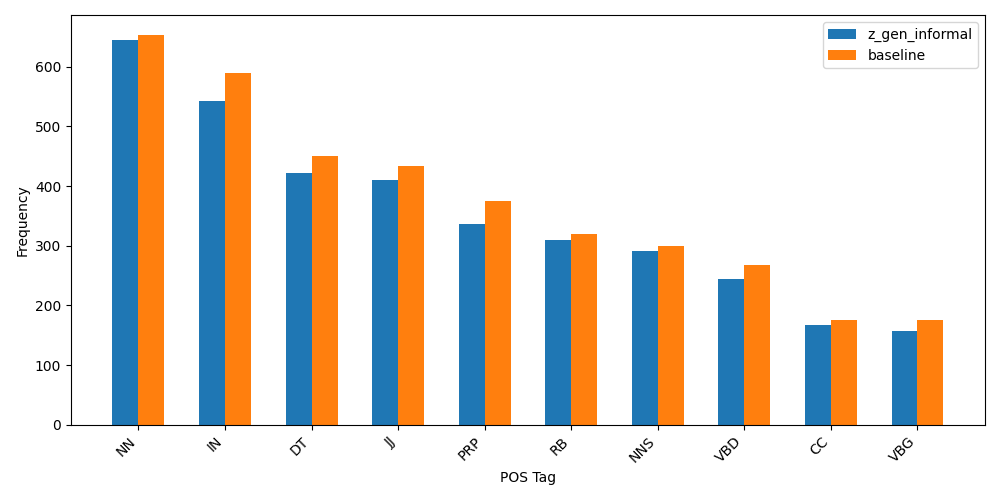 z_gen_informal
baseline
Frequency
600
500
400
300
200
100
0
NN IN DT JJ PRP RB NNS VBD CC VBG
POS Tag